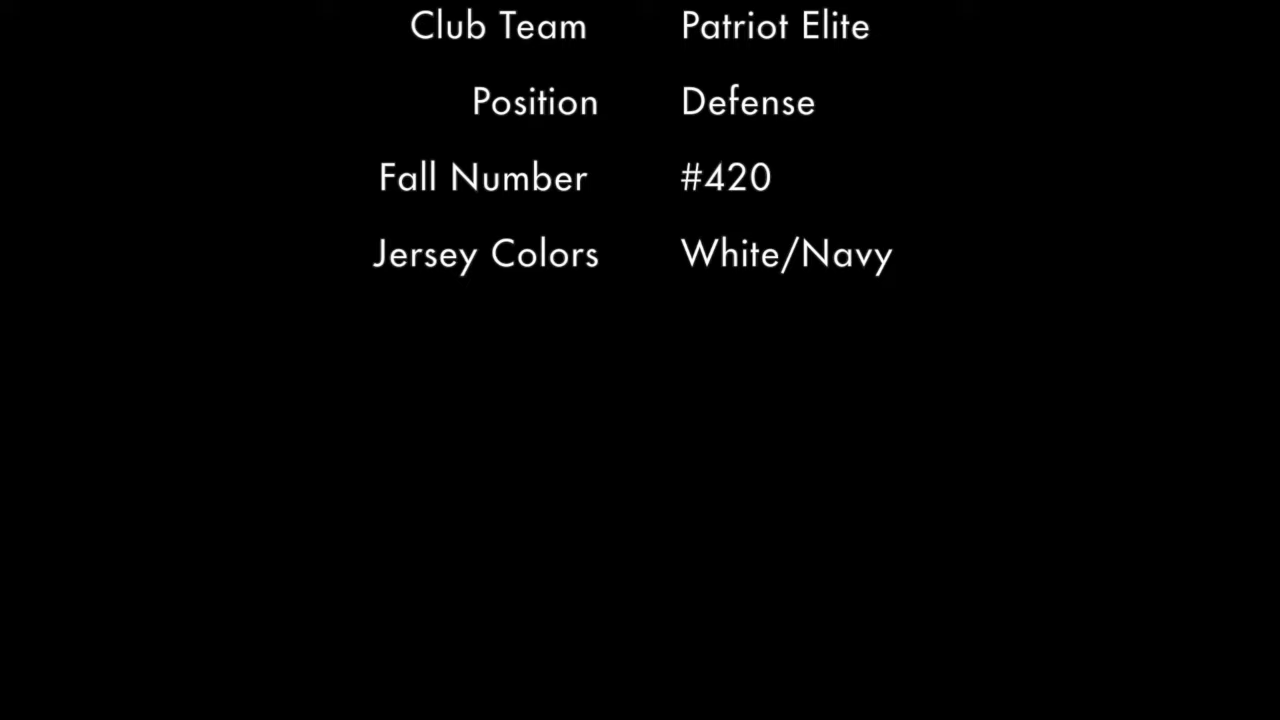 Club Team Patriot Elite
Position Defense
Fall Number #420
Jersey Colors White/Navy